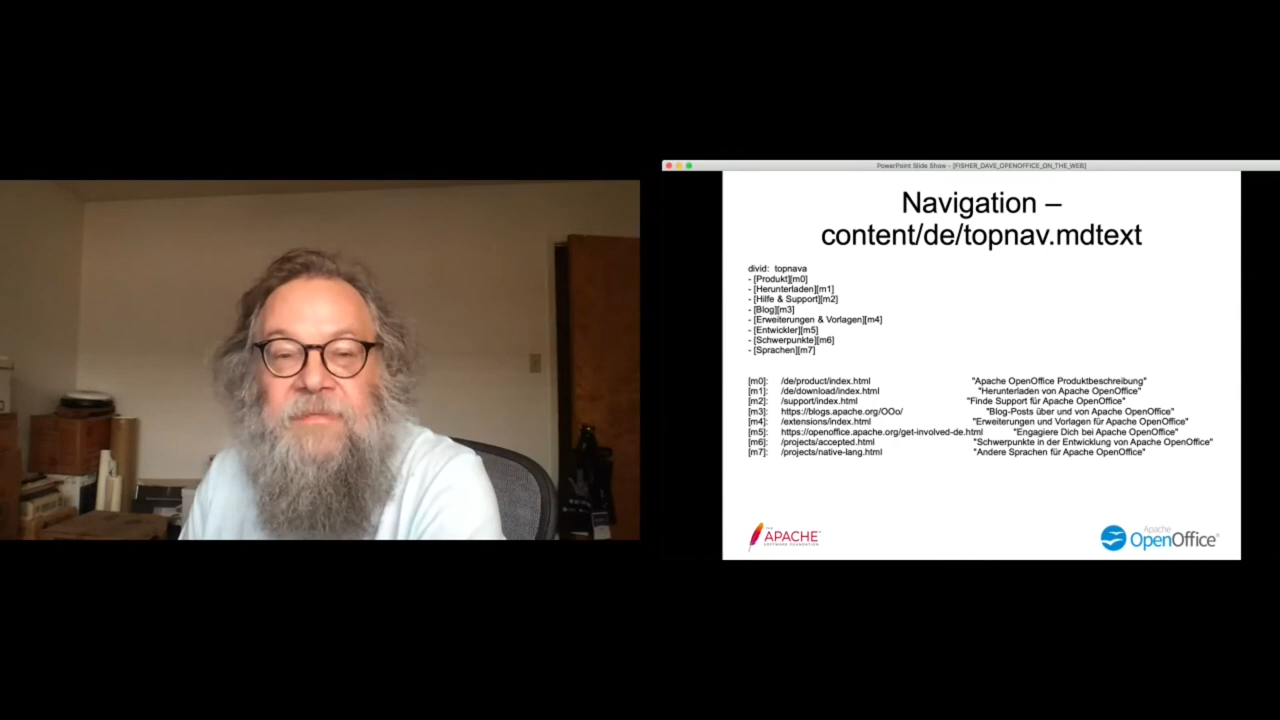 PowerPoint Slide Show - [FISHER_DAVE_OPENOFFICE_ON_THE_WEB]
Navigation –
content/de/topnav.mdtext
divid: topnava
- [Produkt][m0]
- [Herunterladen][m1]
- [Hilfe & Support][m2]
- [Blog][m3]
- [Erweiterungen & Vorlagen][m4]
- [Entwickler][m5]
- [Schwerpunkte][m6]
- [Sprachen][m7]
[m0]: /de/product/index.html "Apache OpenOffice Produktbeschreibung"
[m1]: /de/download/index.html "Herunterladen von Apache OpenOffice"
[m2]: /support/index.html "Finde Support für Apache OpenOffice"
[m3]: https://blogs.apache.org/OOo/ "Blog-Posts über und von Apache OpenOffice"
[m4]: /extensions/index.html "Erweiterungen und Vorlagen für Apache OpenOffice"
[m5]: https://openoffice.apache.org/get-involved-de.html "Engagiere Dich bei Apache OpenOffice"
[m6]: /projects/accepted.html "Schwerpunkte in der Entwicklung von Apache OpenOffice"
[m7]: /projects/native-lang.html "Andere Sprachen für Apache OpenOffice"
THE
APACHE
SOFTWARE FOUNDATION
Apache
OpenOffice